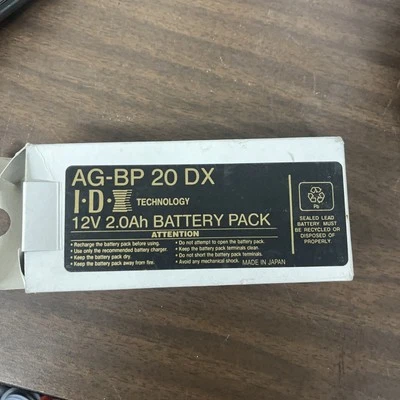 AG-BP 20 DX
I·D·X TECHNOLOGY
12V 2.0Ah BATTERY PACK
ATTENTION
• Recharge the battery pack before using.
• Use only the recommended battery charger.
• Keep the battery pack dry.
• Keep the battery pack away from fire.
• Do not attempt to open the battery pack.
• Keep the battery pack terminals clean.
• Do not short the battery pack terminals.
• Avoid any mechanical shock.
MADE IN JAPAN
Pb
SEALED LEAD
BATTERY MUST
BE RECYCLED OR
DISPOSED OF
PROPERLY